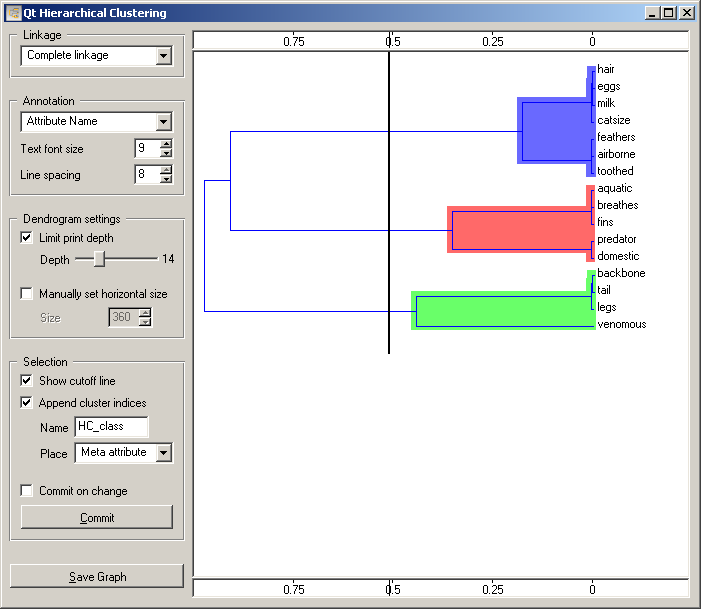 Qt Hierarchical Clustering
Linkage
Complete linkage
Annotation
Attribute Name
Text font size 9
Line spacing 8
Dendrogram settings
Limit print depth
Depth 14
Manually set horizontal size
Size 360
Selection
Show cutoff line
Append cluster indices
Name HC_class
Place Meta attribute
Commit on change
Commit
Save Graph
0.75 0.5 0.25 0
hair
eggs
milk
catsize
feathers
airborne
toothed
aquatic
breathes
fins
predator
domestic
backbone
tail
legs
venomous
0.75 0.5 0.25 0